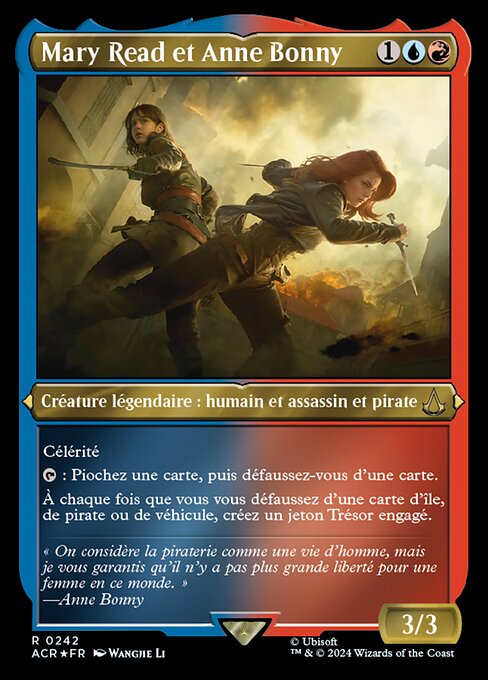 Mary Read et Anne Bonny 1
Créature légendaire : humain et assassin et pirate
Célérité
: Piochez une carte, puis défaussez-vous d'une carte.
À chaque fois que vous vous défaussez d'une carte d'île,
de pirate ou de véhicule, créez un jeton Trésor engagé.
« On considère la piraterie comme une vie d'homme, mais
je vous garantis qu'il n'y a pas plus grande liberté pour une
femme en ce monde. »
—Anne Bonny
3/3
R 0242
ACR★FR Wangjie Li
© Ubisoft
™ & © 2024 Wizards of the Coast